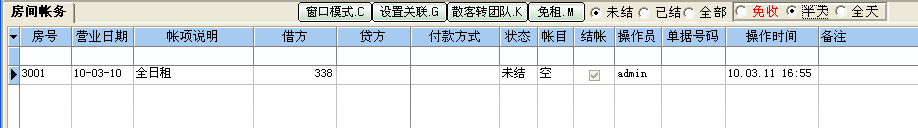 房间帐务 窗口模式.C 设置关联.G 散客转团队.K 免租.M 未结 已结 全部 免收 半天 全天
房号 营业日期 帐项说明 借方 贷方 付款方式 状态 帐目 结帐 操作员 单据号码 操作时间 备注
3001 10-03-10 全日租 338 未结 空 admin 10.03.11 16:55